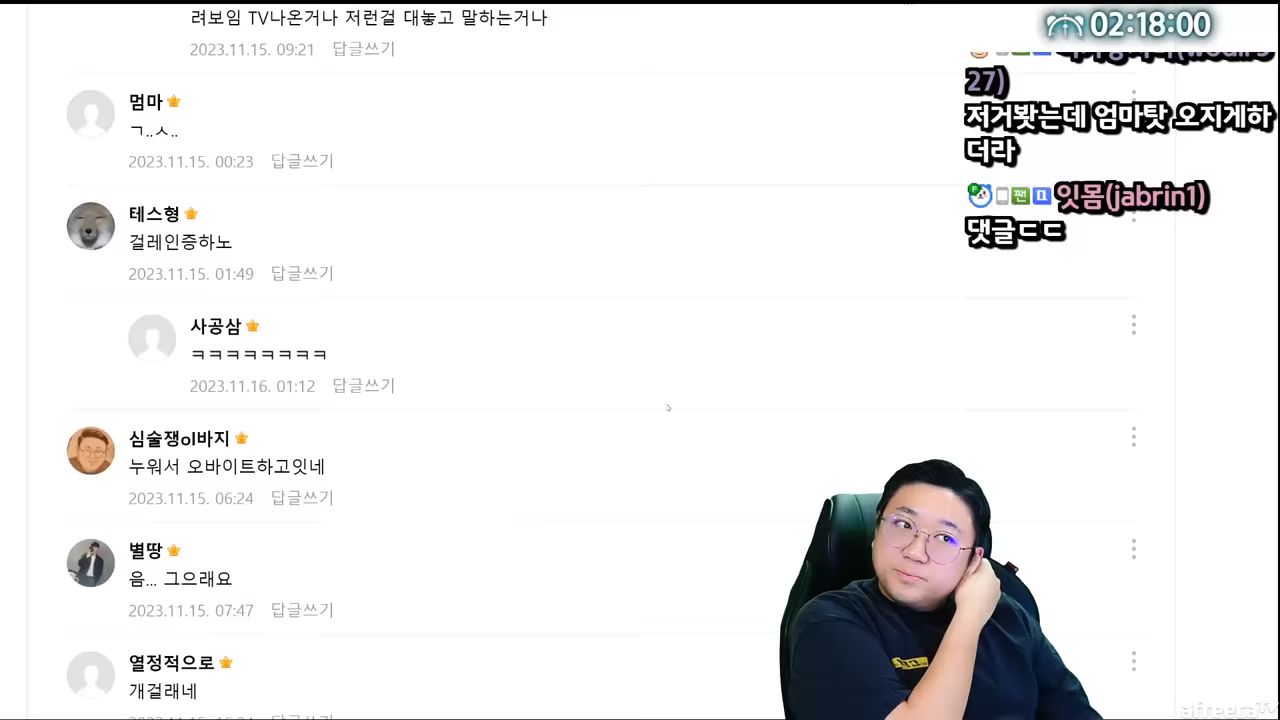 려보임 TV나온거나 저런걸 대놓고 말하는거나
2023.11.15. 09:21 답글쓰기
멈마
ㄱ..ㅅ..
2023.11.15. 00:23 답글쓰기
테스형
걸레인증하노
2023.11.15. 01:49 답글쓰기
사공삼
ㅋㅋㅋㅋㅋㅋㅋㅋ
2023.11.16. 01:12 답글쓰기
심술쟁ol바지
누워서 오바이트하고잇네
2023.11.15. 06:24 답글쓰기
별땅
음... 그으래요
2023.11.15. 07:47 답글쓰기
열정적으로
개걸래네
02:18:00
27)
저거봣는데 엄마탓 오지게하
더라
F 팬 잇몸(jabrin1)
댓글ㄷㄷ
afreecaTV